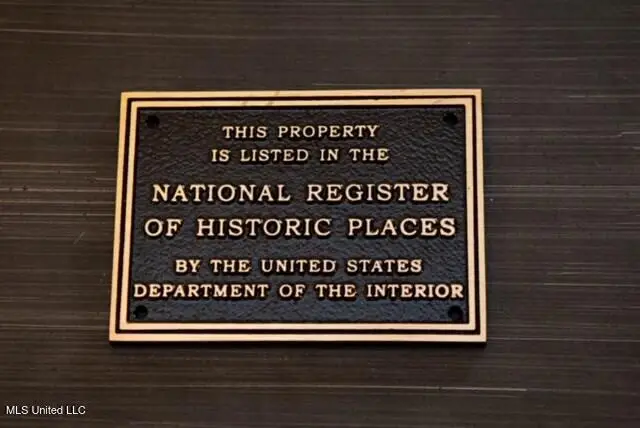 THIS PROPERTY
IS LISTED IN THE
NATIONAL REGISTER
OF HISTORIC PLACES
BY THE UNITED STATES
DEPARTMENT OF THE INTERIOR
MLS United LLC